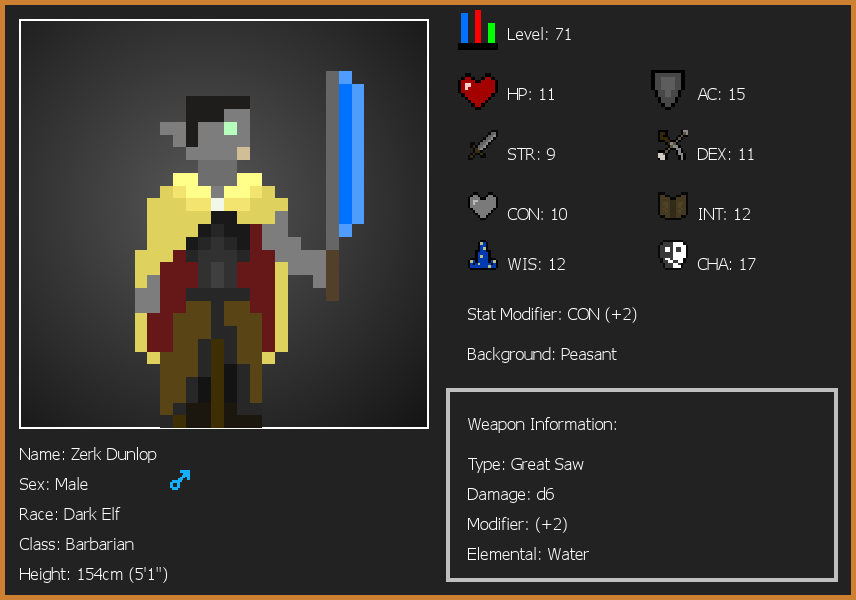 Level: 71
HP: 11
AC: 15
STR: 9
DEX: 11
CON: 10
INT: 12
WIS: 12
CHA: 17
Stat Modifier: CON (+2)
Background: Peasant
Weapon Information:
Type: Great Saw
Damage: d6
Modifier: (+2)
Elemental: Water
Name: Zerk Dunlop
Sex: Male
Race: Dark Elf
Class: Barbarian
Height: 154cm (5'1")